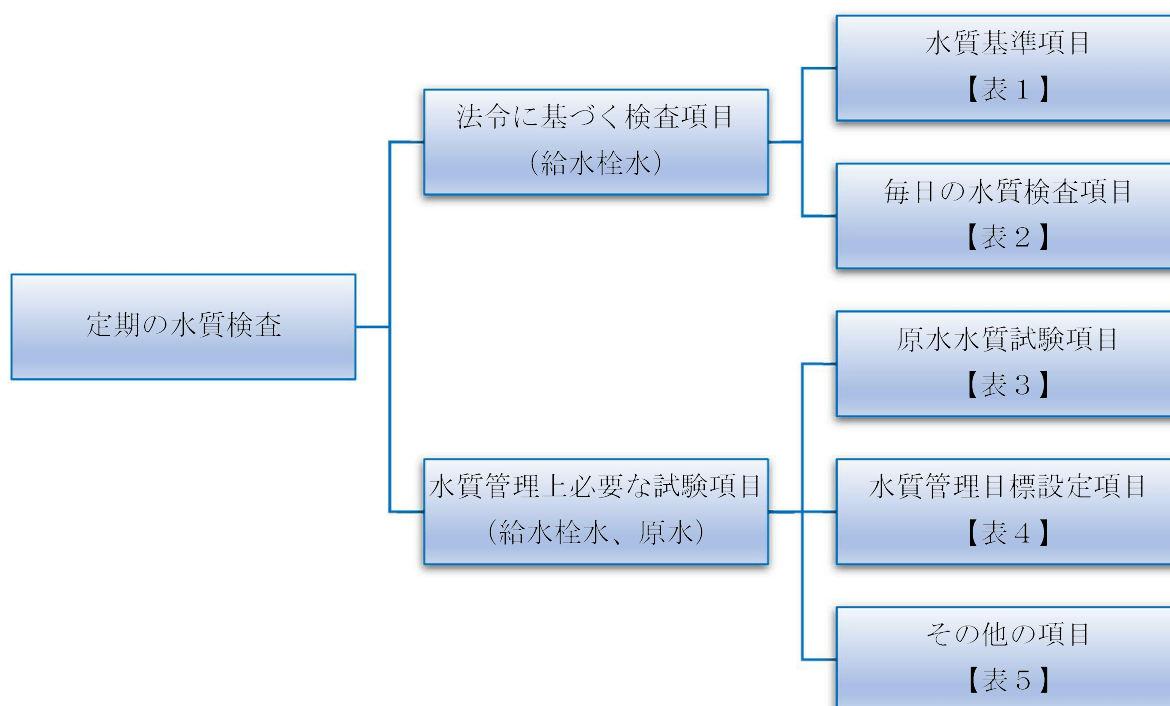 定期の水質検査
法令に基づく検査項目
(給水栓水)
水質基準項目
【表1】
毎日の水質検査項目
【表2】
水質管理上必要な試験項目
(給水栓水、原水)
原水水質試験項目
【表3】
水質管理目標設定項目
【表4】
その他の項目
【表5】